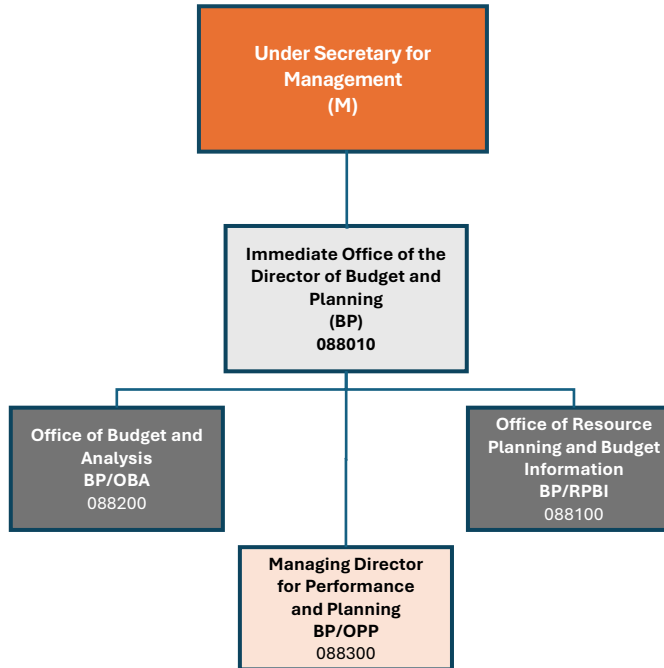 Under Secretary for
Management
(M)
Immediate Office of the
Director of Budget and
Planning
(BP)
088010
Office of Budget and
Analysis
BP/OBA
088200
Office of Resource
Planning and Budget
Information
BP/RPBI
088100
Managing Director
for Performance
and Planning
BP/OPP
088300